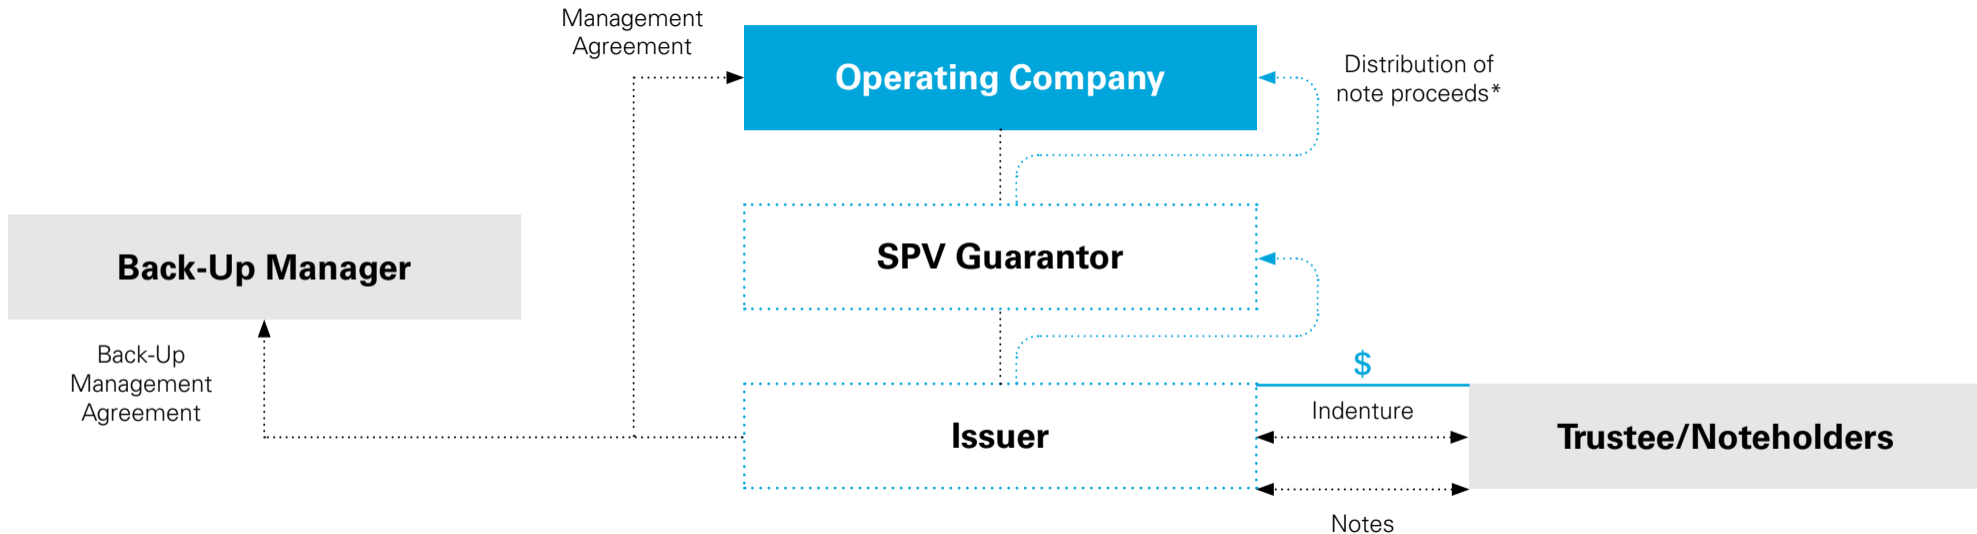 Management
Agreement
Operating Company
Distribution of
note proceeds*
SPV Guarantor
Back-Up Manager
Back-Up
Management
Agreement
$
Indenture
Issuer
Trustee/Noteholders
Notes